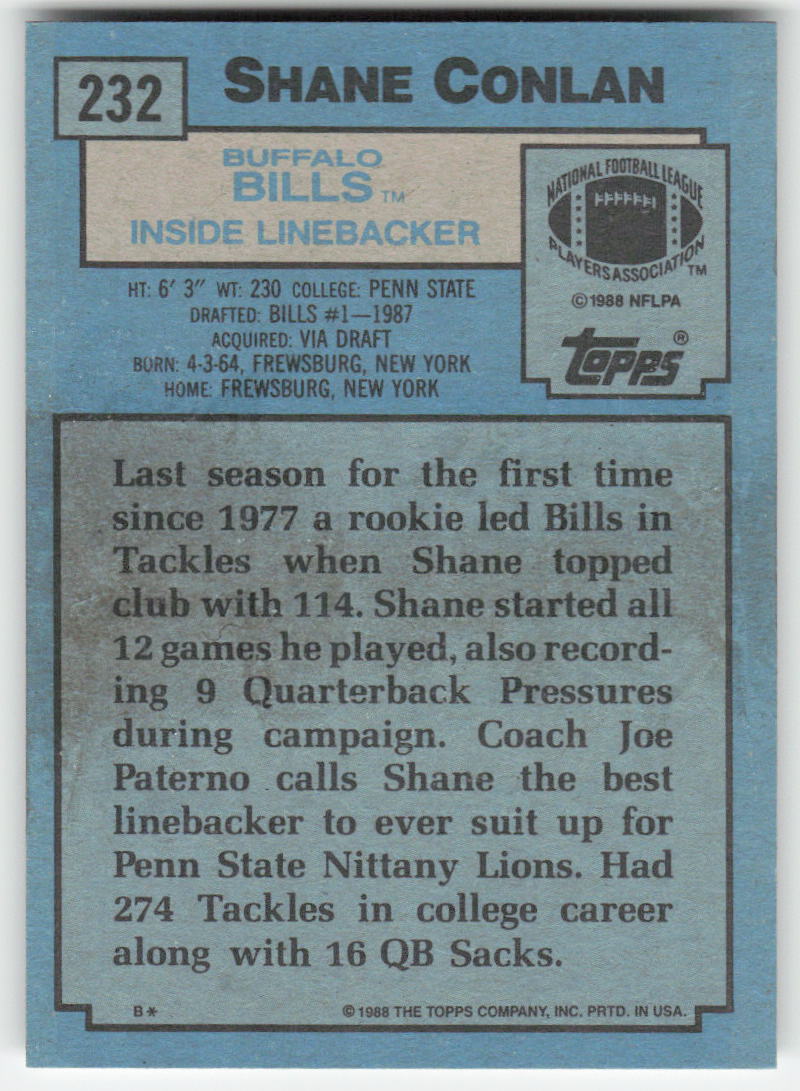 232
SHANE CONLAN
BUFFALO
BILLS TM
INSIDE LINEBACKER
NATIONAL FOOTBALL LEAGUE
PLAYERS ASSOCIATION TM
© 1988 NFLPA
TOPPS ®
HT: 6' 3" WT: 230 COLLEGE: PENN STATE
DRAFTED: BILLS #1—1987
ACQUIRED: VIA DRAFT
BORN: 4-3-64, FREWSBURG, NEW YORK
HOME: FREWSBURG, NEW YORK
Last season for the first time
since 1977 a rookie led Bills in
Tackles when Shane topped
club with 114. Shane started all
12 games he played, also record-
ing 9 Quarterback Pressures
during campaign. Coach Joe
Paterno calls Shane the best
linebacker to ever suit up for
Penn State Nittany Lions. Had
274 Tackles in college career
along with 16 QB Sacks.
B*
© 1988 THE TOPPS COMPANY, INC. PRTD. IN USA.